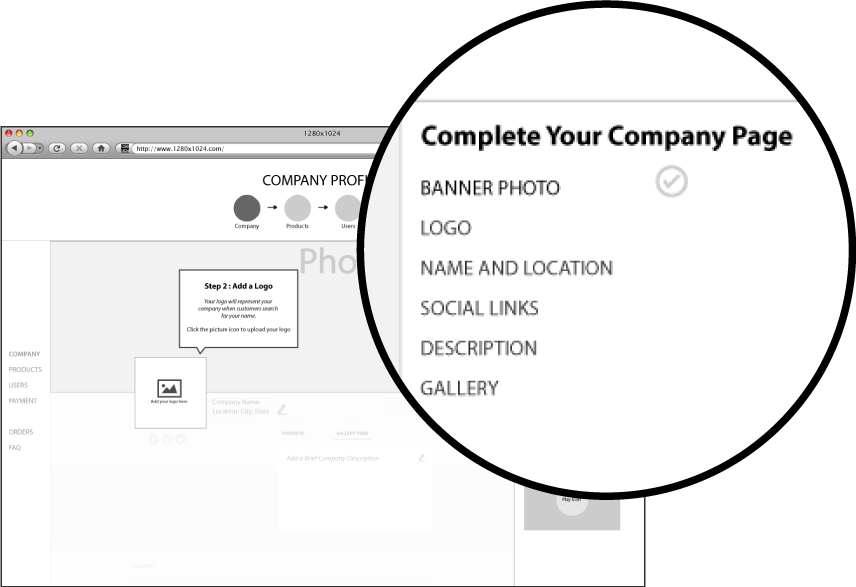 1280x1024
http://www.1280x1024.com/
COMPANY PROFI
Company
Products
Users
Pho
Step 2 : Add a Logo
Your logo will represent your
company when customers search
for your name.
Click the picture icon to upload your logo
Add your logo here
Company Name
Location: City, State
PRODUCTS
GALLERY ITEMS
Add a Brief Company Description
GALLERY
COMPANY
PRODUCTS
USERS
PAYMENT
ORDERS
FAQ
Complete Your Company Page
BANNER PHOTO
LOGO
NAME AND LOCATION
SOCIAL LINKS
DESCRIPTION
GALLERY
Play Icon